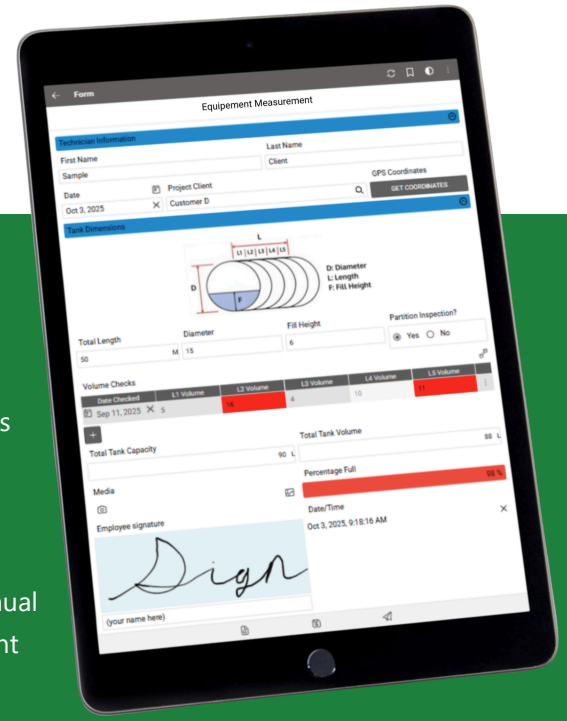 Form
Equipement Measurement
Technician Information
First Name
Last Name
Sample
Client
Date
Project Client
GPS Coordinates
Oct 3, 2025
Customer D
GET COORDINATES
Tank Dimensions
L
L1 L2 L3 L4 L5
D
F
D: Diameter
L: Length
F: Fill Height
Total Length
Diameter
Fill Height
Partition Inspection?
50 M
15
6
Yes No
Volume Checks
Date Checked L1 Volume L2 Volume L3 Volume L4 Volume L5 Volume
Sep 11, 2025 5 14 4 10 11
Total Tank Capacity
Total Tank Volume
90 L
88 L
Media
Percentage Full
98 %
Employee signature
Date/Time
Oct 3, 2025, 9:18:16 AM
Sign
(your name here)
s
nual
nt